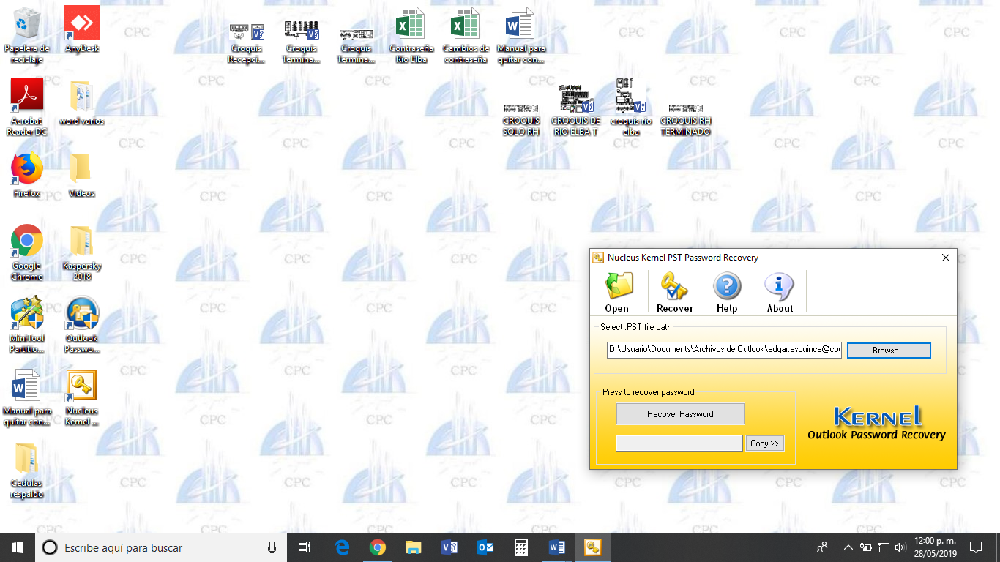 Papelera de
reciclaje
AnyDesk
Croquis
Recepci...
Croquis
Termina...
Croquis
Termina...
Contraseña
Rio Elba
Cambios de
contraseña
Manual para
quitar con...
Acrobat
Reader DC
word varios
CROQUIS
SOLO RH
CROQUIS DE
RIO ELBA T
croquis rio
elba
CROQUIS RH
TERMINADO
Firefox
Videos
Google
Chrome
Kaspersky
2018
MiniTool
Partitio...
Outlook
Passwo...
Manual para
quitar con...
Nucleus
Kernel ...
Cedulas
respaldo
CPC
Nucleus Kernel PST Password Recovery
Open
Recover
Help
About
Select .PST file path
D:\Usuario\Documents\Archivos de Outlook\edgar.esquinca@cp
Browse...
Press to recover password
Recover Password
Copy >>
KERNEL
Outlook Password Recovery
Escribe aquí para buscar
12:00 p. m.
28/05/2019